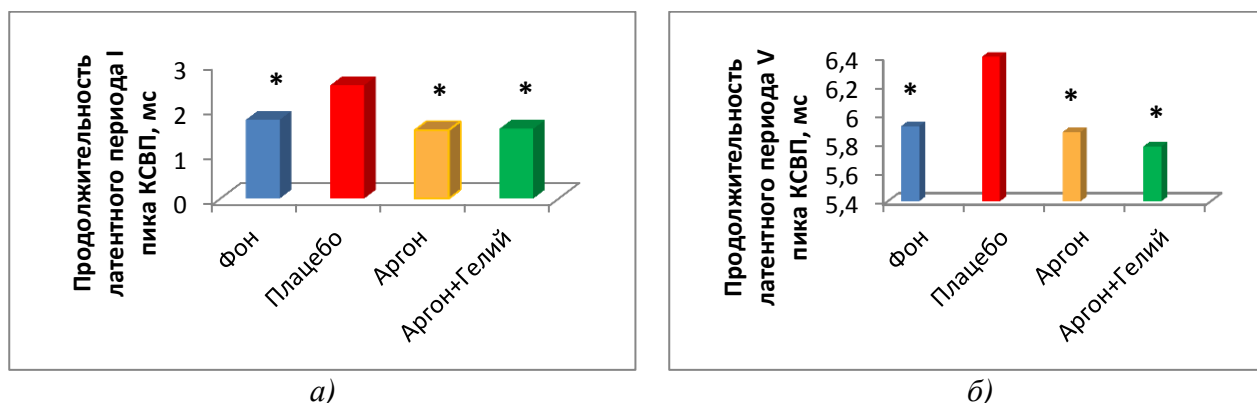 Продолжительность
латентного периода I
пика КСВП, мс
3
2
1
0
*
*
*
Фон
Плацебо
Аргон
Аргон+Гелий
а)
Продолжительность
латентного периода V
пика КСВП, мс
6,4
6,2
6
5,8
5,6
5,4
*
*
*
Фон
Плацебо
Аргон
Аргон+Гелий
б)